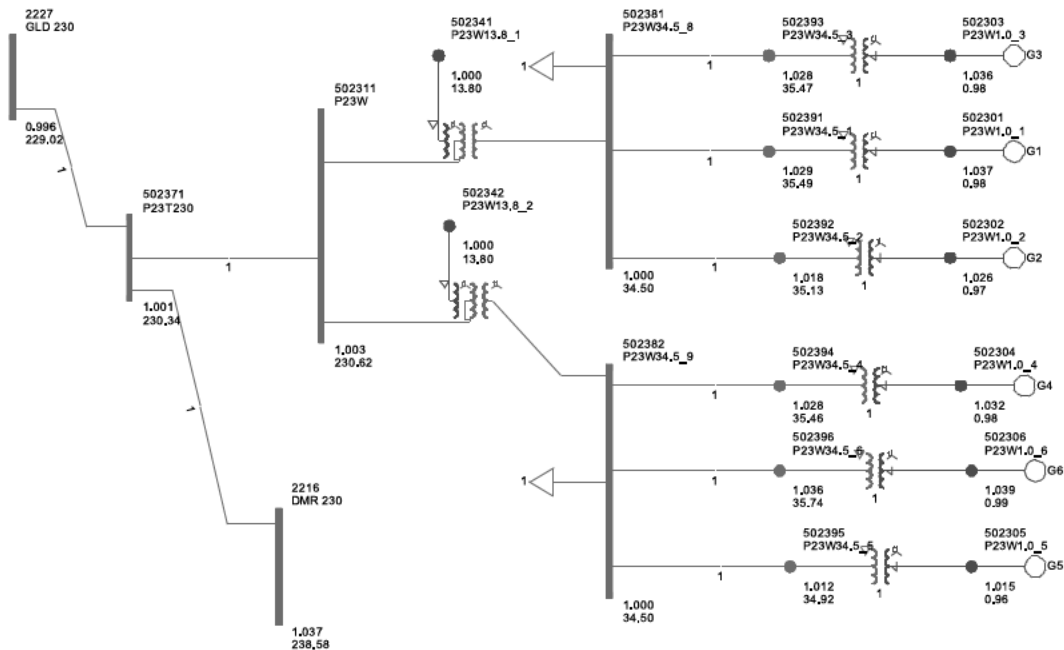 2227
GLD 230
0.996
229.02
1
502371
P23T230
1.001
230.34
1
1
2216
DMR 230
1.037
238.58
502311
P23W
1.003
230.62
502341
P23W13.8_1
1.000
13.80
502342
P23W13.8_2
1.000
13.80
502381
P23W34.5_8
1
1.000
34.50
1
502393
P23W34.5_3
1.028
35.47
1
502303
P23W1.0_3
1.036
0.98
G3
1
502391
P23W34.5_1
1.029
35.49
1
502301
P23W1.0_1
1.037
0.98
G1
1
502392
P23W34.5_2
1.018
35.13
1
502302
P23W1.0_2
1.026
0.97
G2
502382
P23W34.5_9
1
1.000
34.50
1
502394
P23W34.5_4
1.028
35.46
1
502304
P23W1.0_4
1.032
0.98
G4
1
502396
P23W34.5_6
1.036
35.74
1
502306
P23W1.0_6
1.039
0.99
G6
1
502395
P23W34.5_5
1.012
34.92
1
502305
P23W1.0_5
1.015
0.96
G5